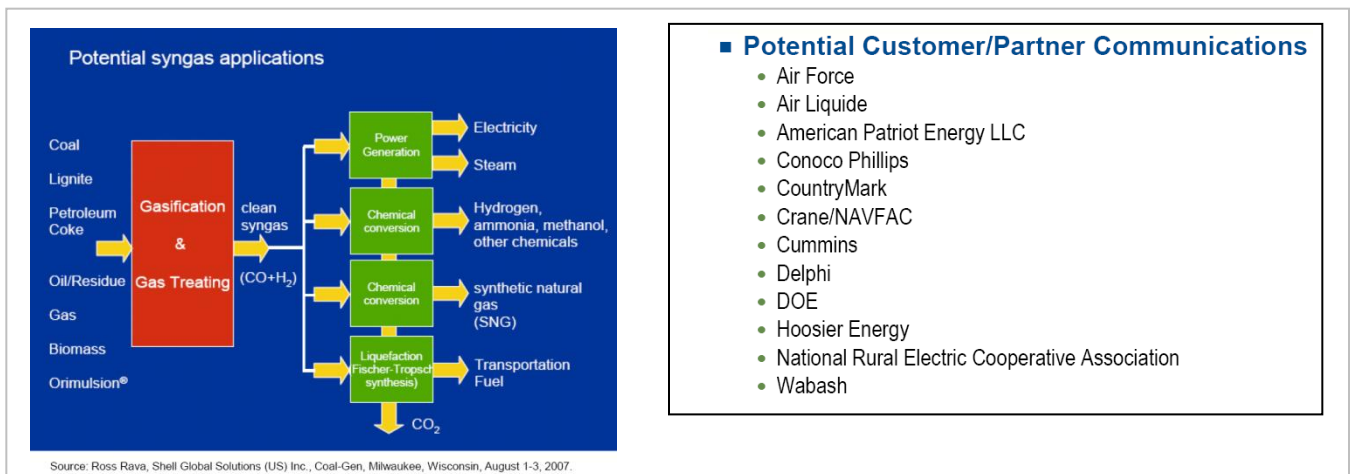 Potential syngas applications
Coal
Lignite
Petroleum
Coke
Oil/Residue
Gas
Biomass
Orimulsion®
Gasification
&
Gas Treating
clean
syngas
(CO+H₂)
Power
Generation
Electricity
Steam
Chemical
conversion
Hydrogen,
ammonia, methanol,
other chemicals
Chemical
conversion
synthetic natural
gas
(SNG)
Liquefaction
Fischer-Tropsch
synthesis)
Transportation
Fuel
CO₂
Source: Ross Rava, Shell Global Solutions (US) Inc., Coal-Gen, Milwaukee, Wisconsin, August 1-3, 2007.
■ Potential Customer/Partner Communications
• Air Force
• Air Liquide
• American Patriot Energy LLC
• Conoco Phillips
• CountryMark
• Crane/NAVFAC
• Cummins
• Delphi
• DOE
• Hoosier Energy
• National Rural Electric Cooperative Association
• Wabash